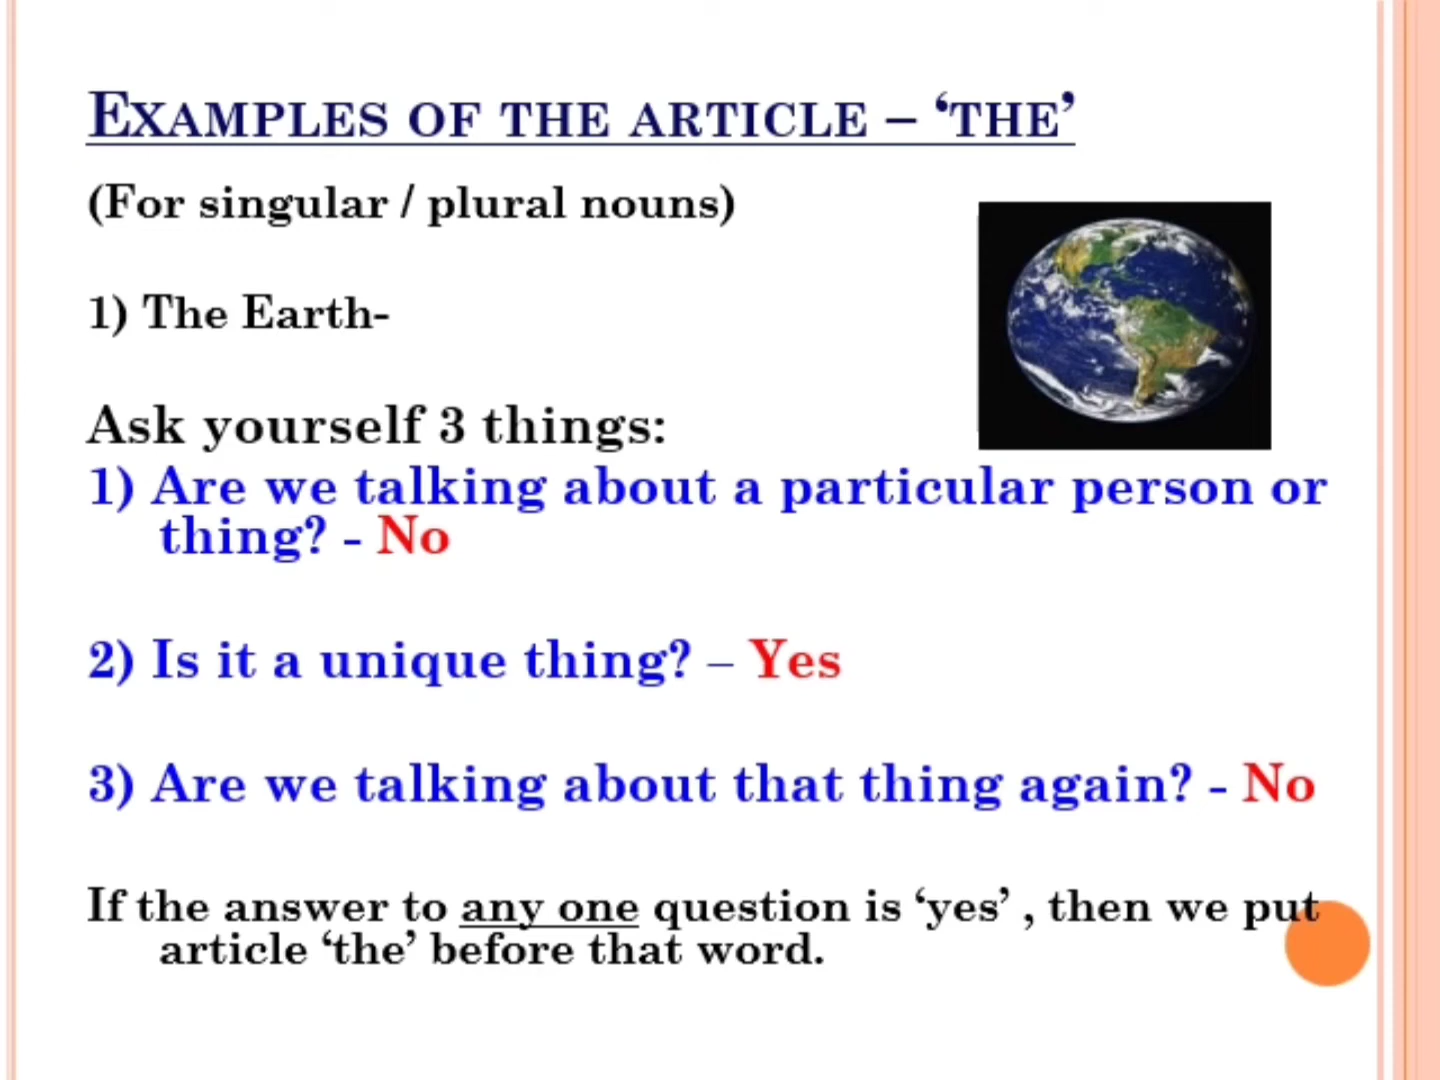 EXAMPLES OF THE ARTICLE – ‘THE’
(For singular / plural nouns)
1) The Earth-
Ask yourself 3 things:
1) Are we talking about a particular person or
thing? - No
2) Is it a unique thing? – Yes
3) Are we talking about that thing again? - No
If the answer to any one question is ‘yes’ , then we put
article ‘the’ before that word.